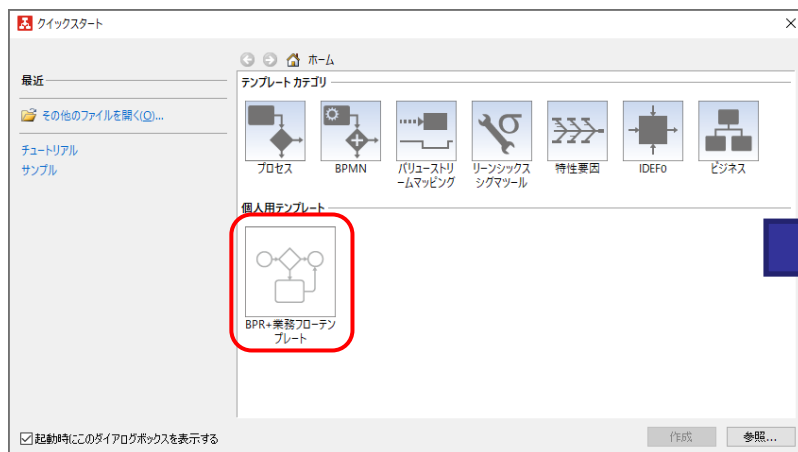 クイックスタート
ホーム
最近
その他のファイルを開く(O)...
チュートリアル
サンプル
テンプレート カテゴリ
プロセス
BPMN
バリューストリ
ームマッピング
リーンシックス
シグマツール
特性要因
IDEF0
ビジネス
個人用テンプレート
BPR+業務フローテン
プレート
起動時にこのダイアログボックスを表示する
作成
参照...